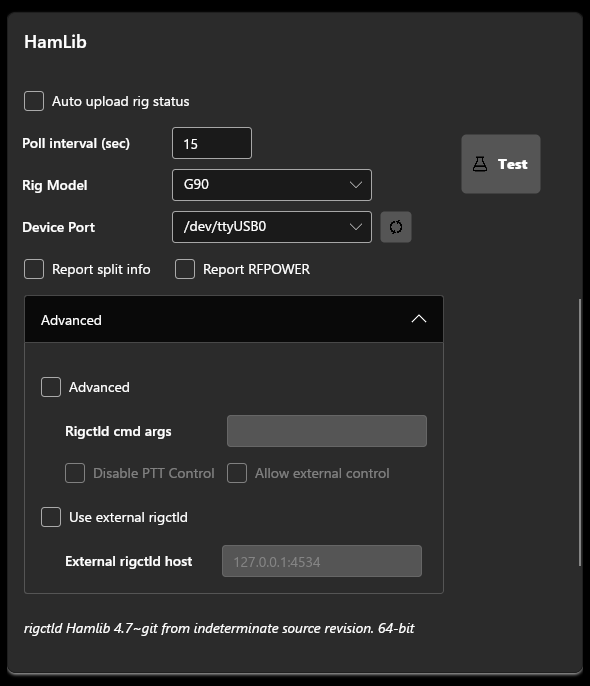 HamLib
Auto upload rig status
Poll interval (sec) 15
Test
Rig Model G90
Device Port /dev/ttyUSB0
Report split info Report RFPOWER
Advanced
Advanced
Rigctld cmd args
Disable PTT Control Allow external control
Use external rigctld
External rigctld host 127.0.0.1:4534
rigctld Hamlib 4.7~git from indeterminate source revision. 64-bit